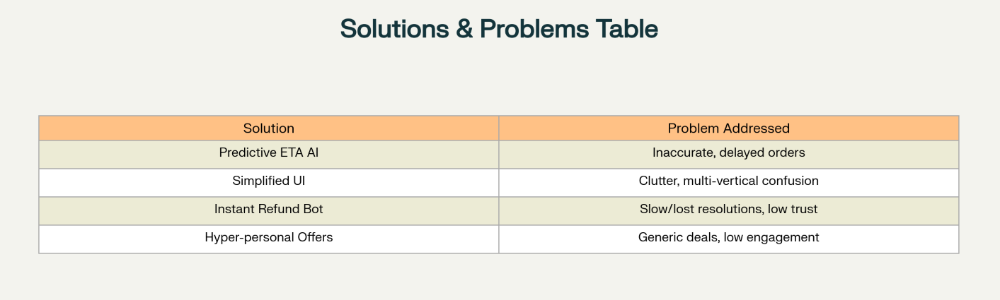 Solutions & Problems Table
Solution Problem Addressed
Predictive ETA AI Inaccurate, delayed orders
Simplified UI Clutter, multi-vertical confusion
Instant Refund Bot Slow/lost resolutions, low trust
Hyper-personal Offers Generic deals, low engagement